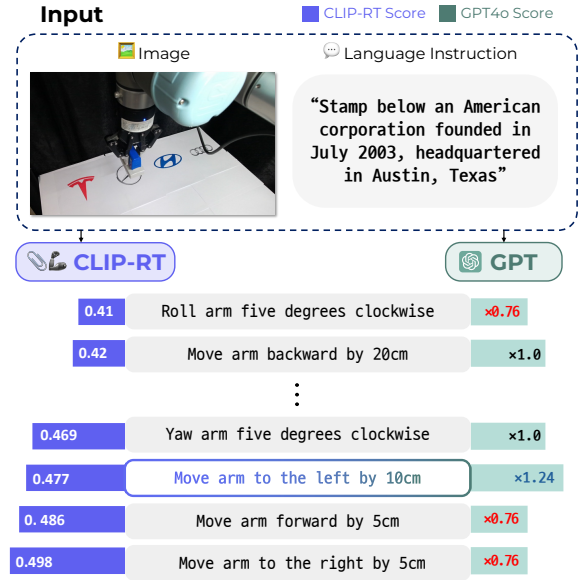 Input
CLIP-RT Score
GPT4o Score
Image
Language Instruction
“Stamp below an American
corporation founded in
July 2003, headquartered
in Austin, Texas”
CLIP-RT
GPT
0.41 Roll arm five degrees clockwise ×0.76
0.42 Move arm backward by 20cm ×1.0
0.469 Yaw arm five degrees clockwise ×1.0
0.477 Move arm to the left by 10cm ×1.24
0. 486 Move arm forward by 5cm ×0.76
0.498 Move arm to the right by 5cm ×0.76